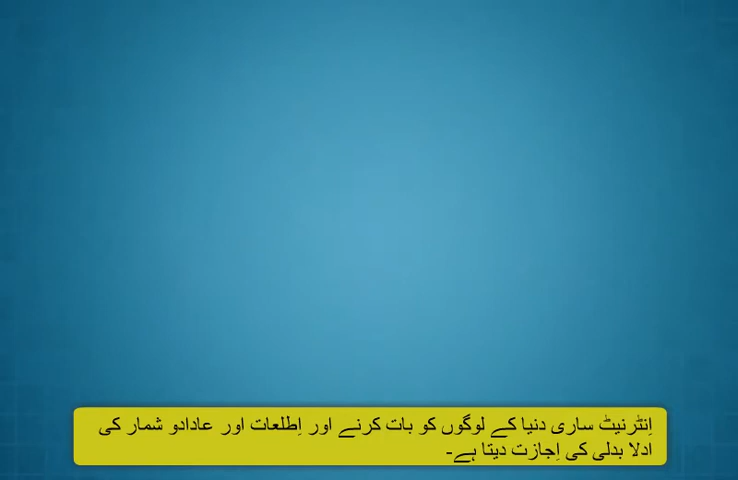 اِنٹرنیٹ ساری دنیا کے لوگوں کو بات کرنے اور اِطلعات اور عادادو شمار کی
ادلا بدلی کی اِجازت دیتا ہے۔